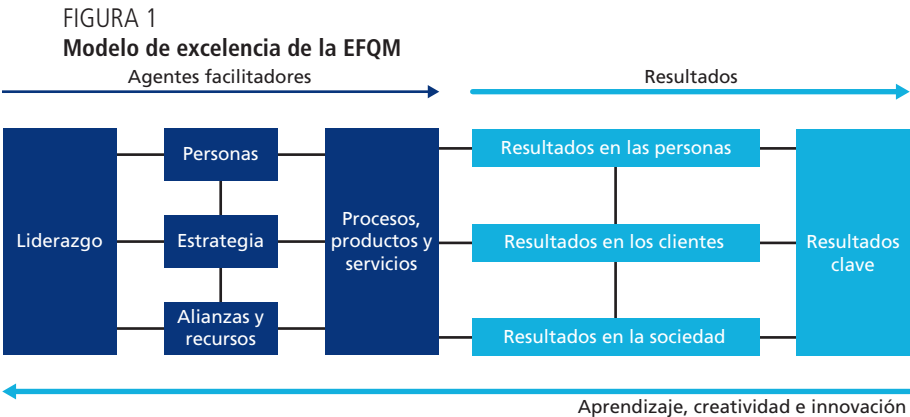 FIGURA 1
Modelo de excelencia de la EFQM
Agentes facilitadores
Resultados
Liderazgo
Personas
Estrategia
Alianzas y
recursos
Procesos,
productos y
servicios
Resultados en las personas
Resultados en los clientes
Resultados en la sociedad
Resultados
clave
Aprendizaje, creatividad e innovación